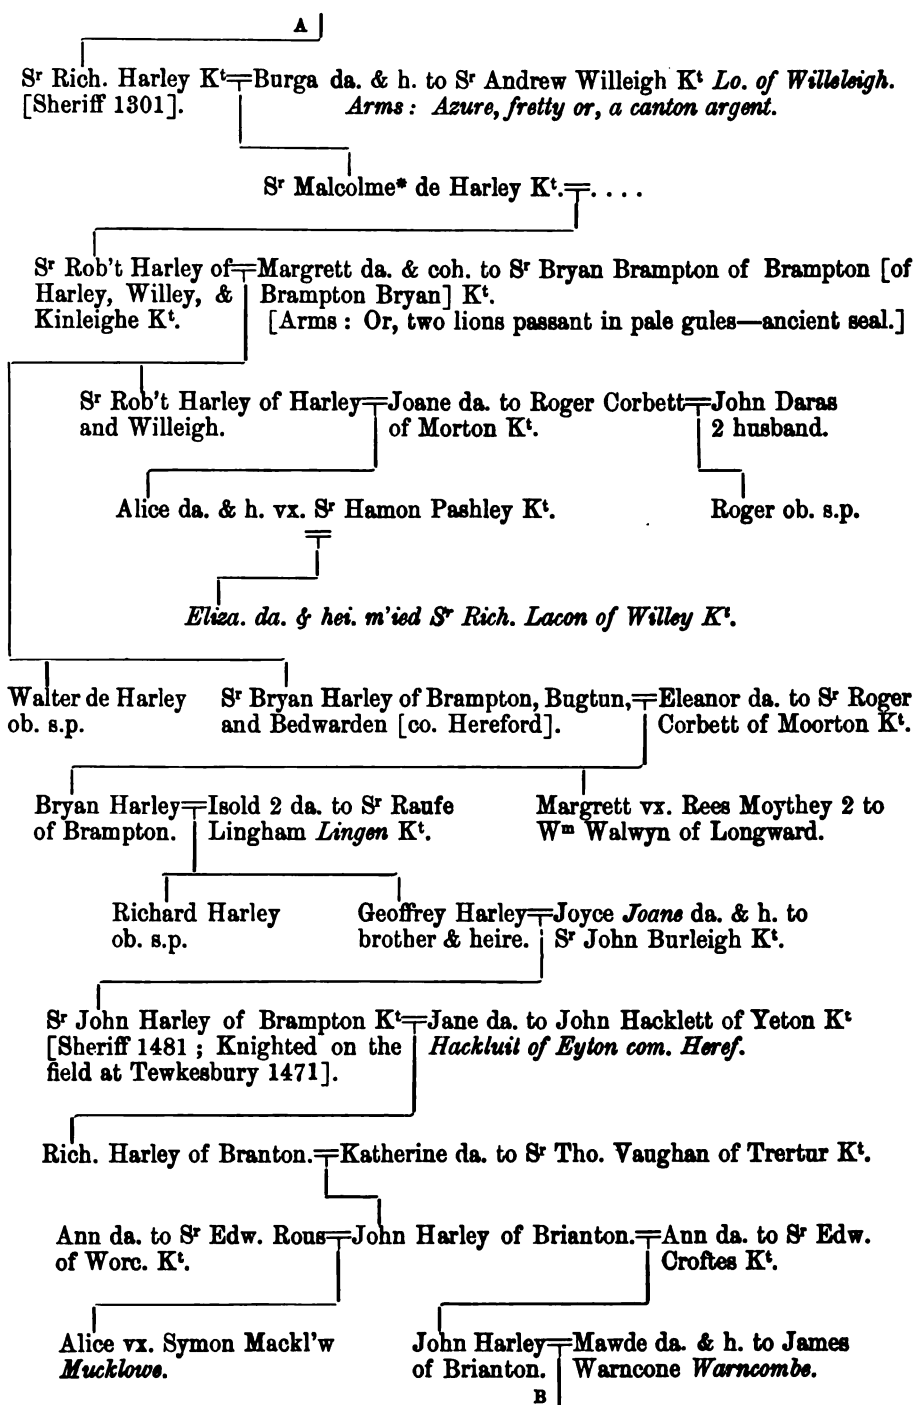 A
Sʳ Rich. Harley Kᵗ=Burga da. & h. to Sʳ Andrew Willeigh Kᵗ Lo. of Willeleigh.
[Sheriff 1301]. Arms: Azure, fretty or, a canton argent.
Sʳ Malcolme* de Harley Kᵗ.=. . . .
Sʳ Rob't Harley of=Margrett da. & coh. to Sʳ Bryan Brampton of Brampton [of
Harley, Willey, & Brampton Bryan] Kᵗ.
Kinleighe Kᵗ. [Arms: Or, two lions passant in pale gules—ancient seal.]
Sʳ Rob't Harley of Harley=Joane da. to Roger Corbett=John Daras
and Willeigh. of Morton Kᵗ. 2 husband.
Alice da. & h. vx. Sʳ Hamon Pashley Kᵗ. Roger ob. s.p.
=
Eliza. da. & hei. m'ied Sʳ Rich. Lacon of Willey Kᵗ.
Walter de Harley Sʳ Bryan Harley of Brampton, Bugtun,=Eleanor da. to Sʳ Roger
ob. s.p. and Bedwarden [co. Hereford]. Corbett of Moorton Kᵗ.
Bryan Harley=Isold 2 da. to Sʳ Raufe Margrett vx. Rees Moythey 2 to
of Brampton. Lingham Lingen Kᵗ. Wᵐ Walwyn of Longward.
Richard Harley Geoffrey Harley=Joyce Joane da. & h. to
ob. s.p. brother & heire. Sʳ John Burleigh Kᵗ.
Sʳ John Harley of Brampton Kᵗ=Jane da. to John Hacklett of Yeton Kᵗ
[Sheriff 1481; Knighted on the Hackluit of Eyton com. Heref.
field at Tewkesbury 1471].
Rich. Harley of Branton.=Katherine da. to Sʳ Tho. Vaughan of Trertur Kᵗ.
Ann da. to Sʳ Edw. Rous=John Harley of Brianton.=Ann da. to Sʳ Edw.
of Worc. Kᵗ. Croftes Kᵗ.
Alice vx. Symon Mackl'w John Harley=Mawde da. & h. to James
Mucklowe. of Brianton. Warncone Warncombe.
B